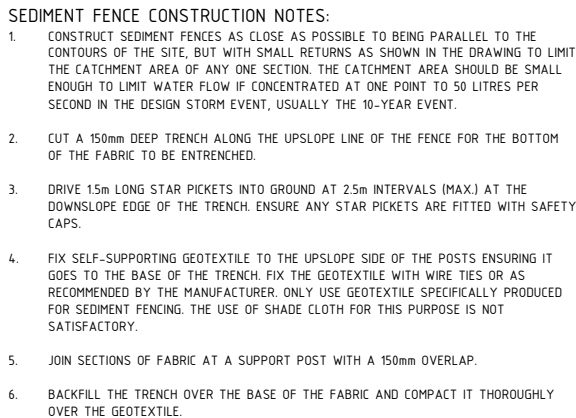 SEDIMENT FENCE CONSTRUCTION NOTES:
1. CONSTRUCT SEDIMENT FENCES AS CLOSE AS POSSIBLE TO BEING PARALLEL TO THE
CONTOURS OF THE SITE, BUT WITH SMALL RETURNS AS SHOWN IN THE DRAWING TO LIMIT
THE CATCHMENT AREA OF ANY ONE SECTION. THE CATCHMENT AREA SHOULD BE SMALL
ENOUGH TO LIMIT WATER FLOW IF CONCENTRATED AT ONE POINT TO 50 LITRES PER
SECOND IN THE DESIGN STORM EVENT, USUALLY THE 10-YEAR EVENT.
2. CUT A 150mm DEEP TRENCH ALONG THE UPSLOPE LINE OF THE FENCE FOR THE BOTTOM
OF THE FABRIC TO BE ENTRENCHED.
3. DRIVE 1.5m LONG STAR PICKETS INTO GROUND AT 2.5m INTERVALS (MAX.) AT THE
DOWNSLOPE EDGE OF THE TRENCH. ENSURE ANY STAR PICKETS ARE FITTED WITH SAFETY
CAPS.
4. FIX SELF-SUPPORTING GEOTEXTILE TO THE UPSLOPE SIDE OF THE POSTS ENSURING IT
GOES TO THE BASE OF THE TRENCH. FIX THE GEOTEXTILE WITH WIRE TIES OR AS
RECOMMENDED BY THE MANUFACTURER. ONLY USE GEOTEXTILE SPECIFICALLY PRODUCED
FOR SEDIMENT FENCING. THE USE OF SHADE CLOTH FOR THIS PURPOSE IS NOT
SATISFACTORY.
5. JOIN SECTIONS OF FABRIC AT A SUPPORT POST WITH A 150mm OVERLAP.
6. BACKFILL THE TRENCH OVER THE BASE OF THE FABRIC AND COMPACT IT THOROUGHLY
OVER THE GEOTEXTILE.